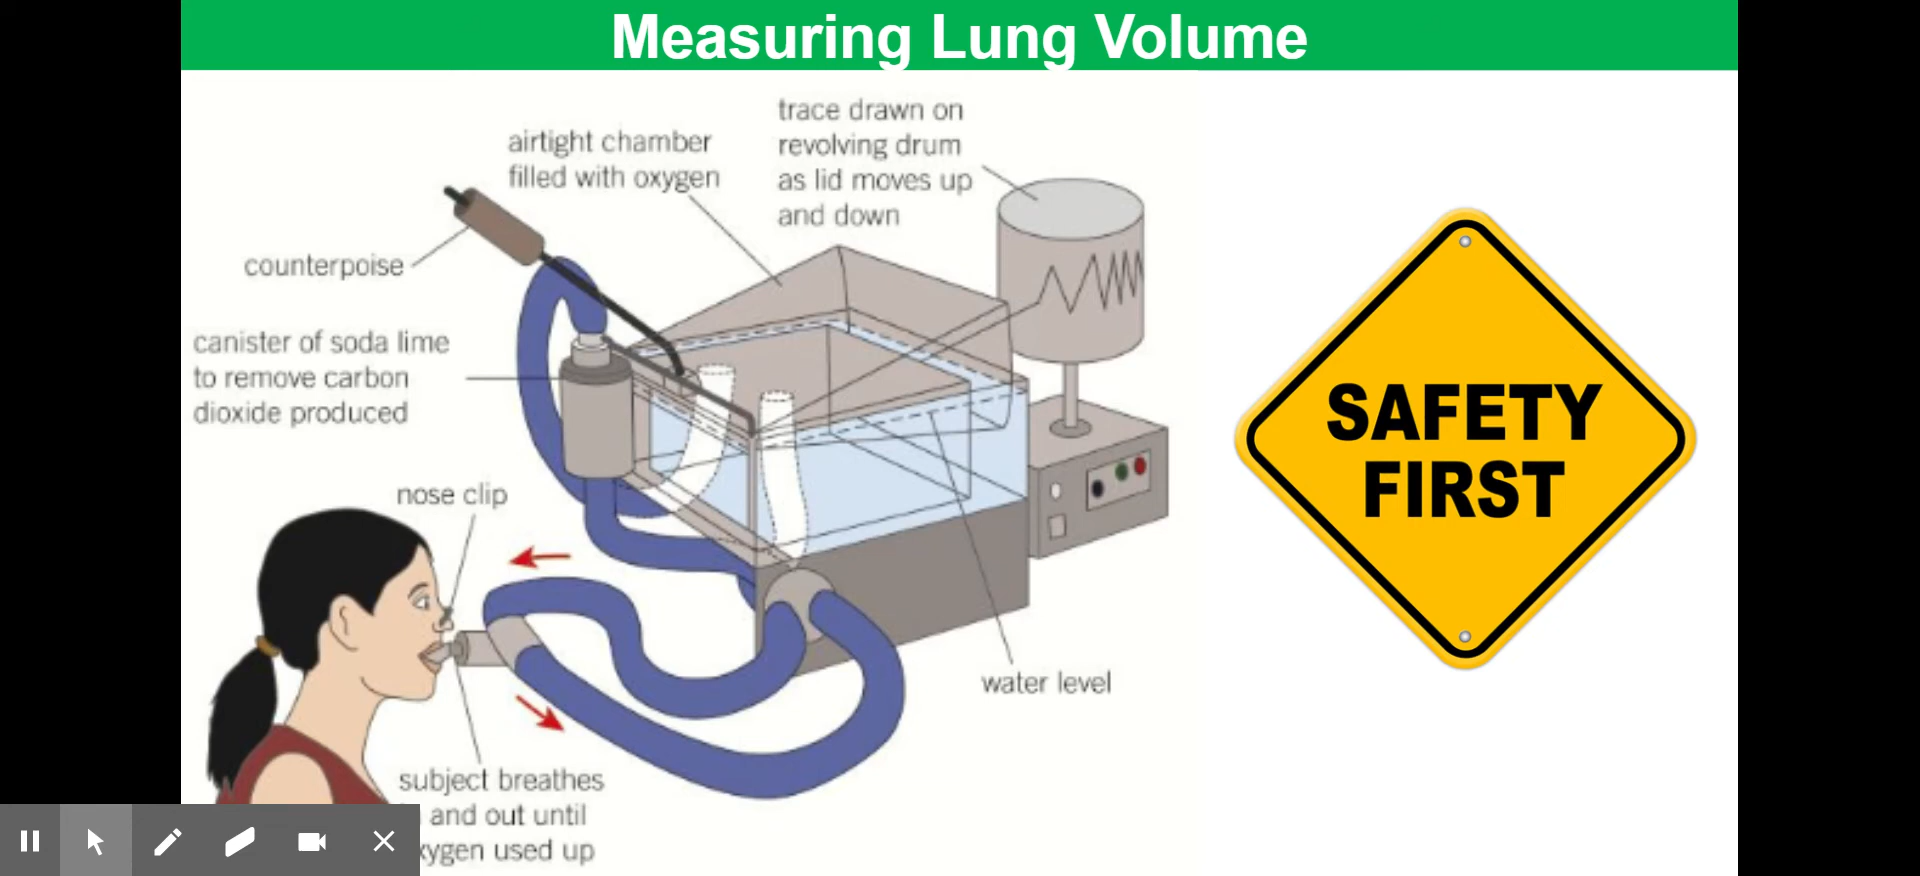 Measuring Lung Volume
airtight chamber
filled with oxygen
trace drawn on
revolving drum
as lid moves up
and down
counterpoise
canister of soda lime
to remove carbon
dioxide produced
nose clip
water level
subject breathes
and out until
used up
SAFETY
FIRST